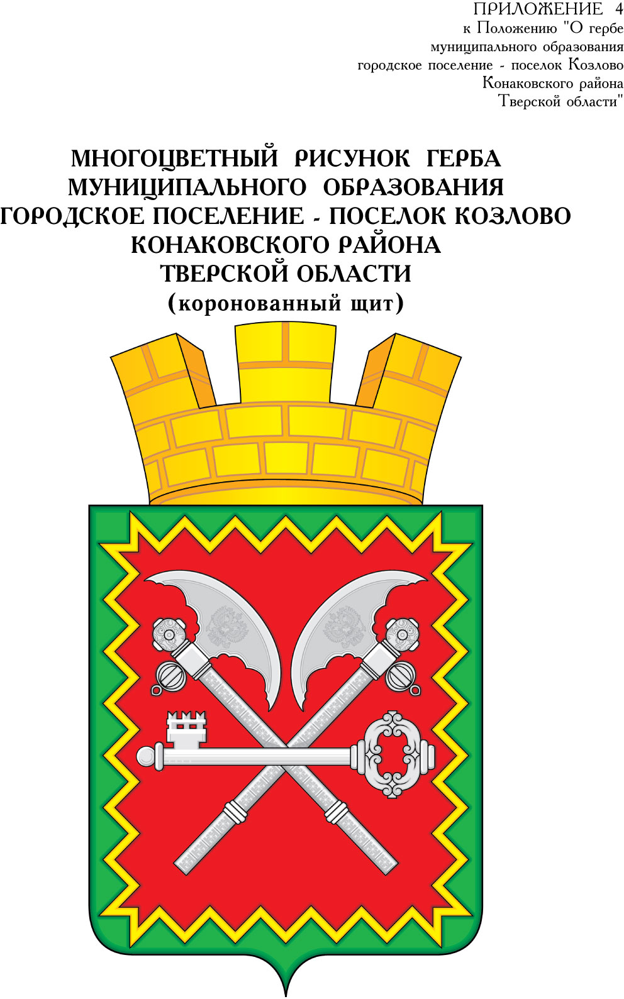 ПРИЛОЖЕНИЕ 4
к Положению "О гербе
муниципального образования
городское поселение - поселок Козлово
Конаковского района
Тверской области"
МНОГОЦВЕТНЫЙ РИСУНОК ГЕРБА
МУНИЦИПАЛЬНОГО ОБРАЗОВАНИЯ
ГОРОДСКОЕ ПОСЕЛЕНИЕ - ПОСЕЛОК КОЗЛОВО
КОНАКОВСКОГО РАЙОНА
ТВЕРСКОЙ ОБЛАСТИ
(коронованный щит)